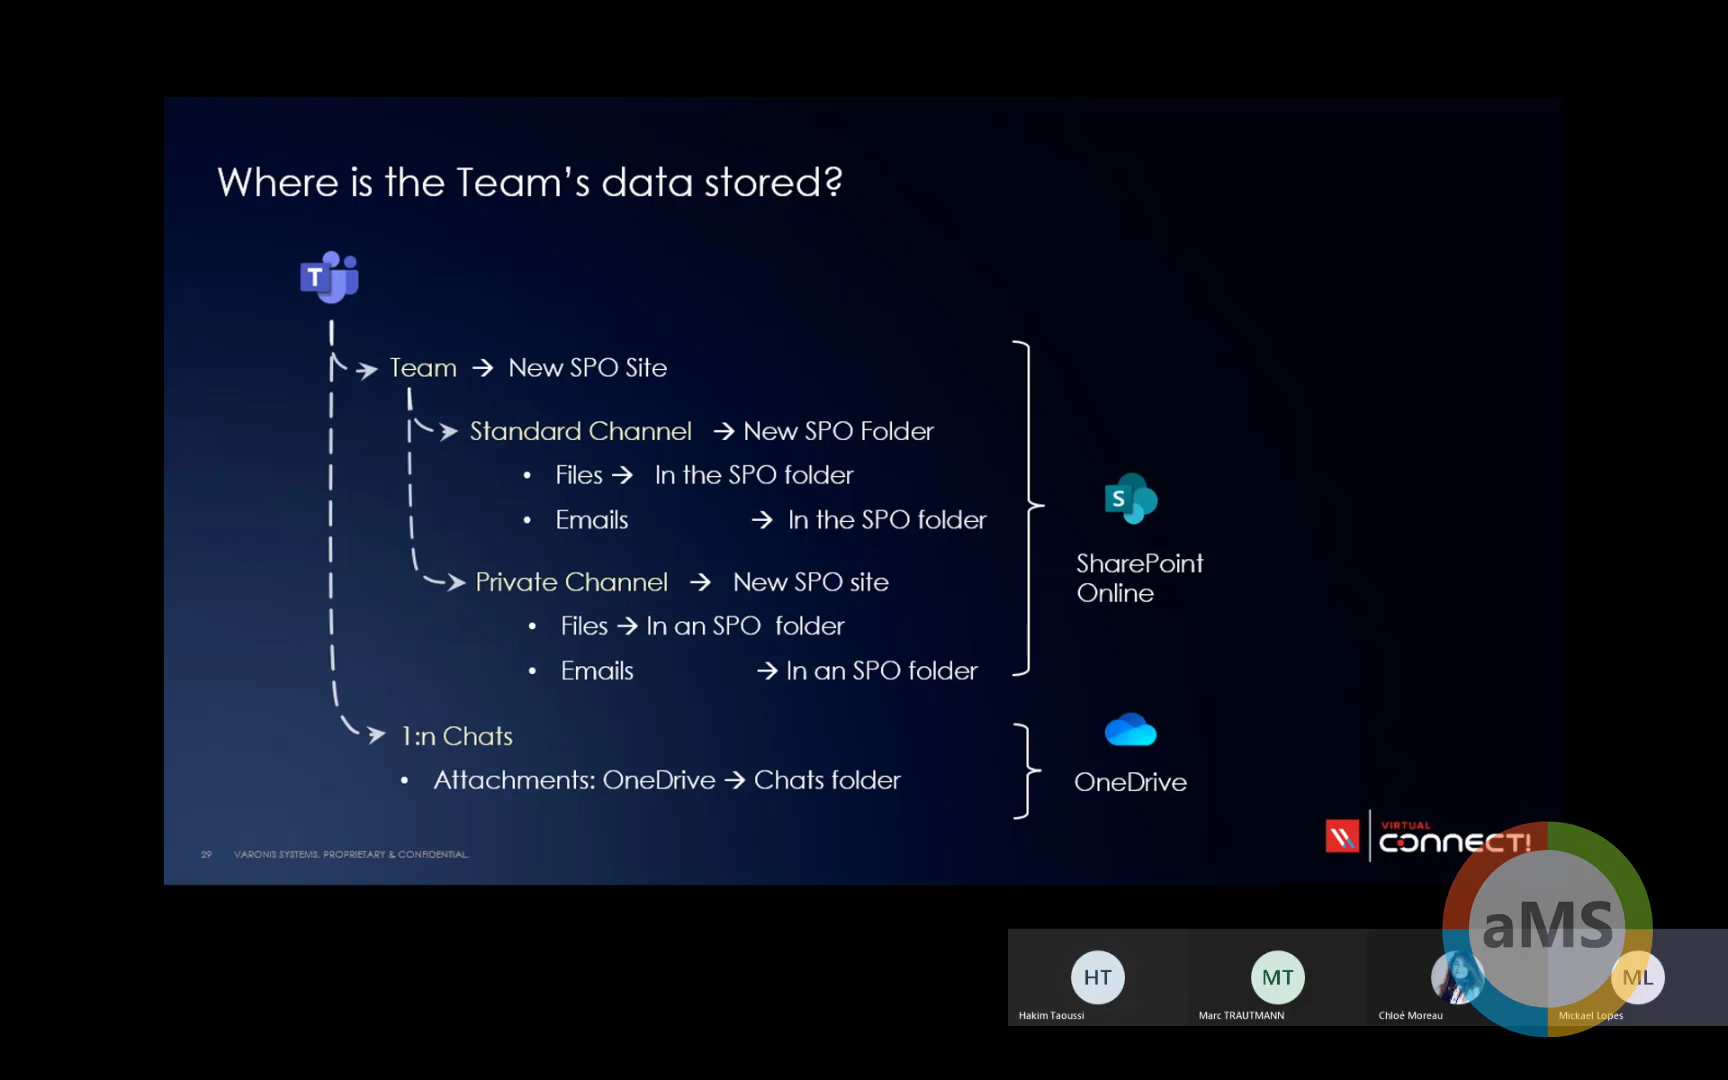 Where is the Team's data stored?
T
Team → New SPO Site
Standard Channel → New SPO Folder
• Files → In the SPO folder
• Emails → In the SPO folder
Private Channel → New SPO site
• Files → In an SPO folder
• Emails → In an SPO folder
1:n Chats
• Attachments: OneDrive → Chats folder
S
SharePoint
Online
OneDrive
29 VARONIS SYSTEMS. PROPRIETARY & CONFIDENTIAL.
VIRTUAL
CONNECT!
aMS
HT
MT
ML
Hakim Taoussi
Marc TRAUTMANN
Chloé Moreau
Mickael Lopes